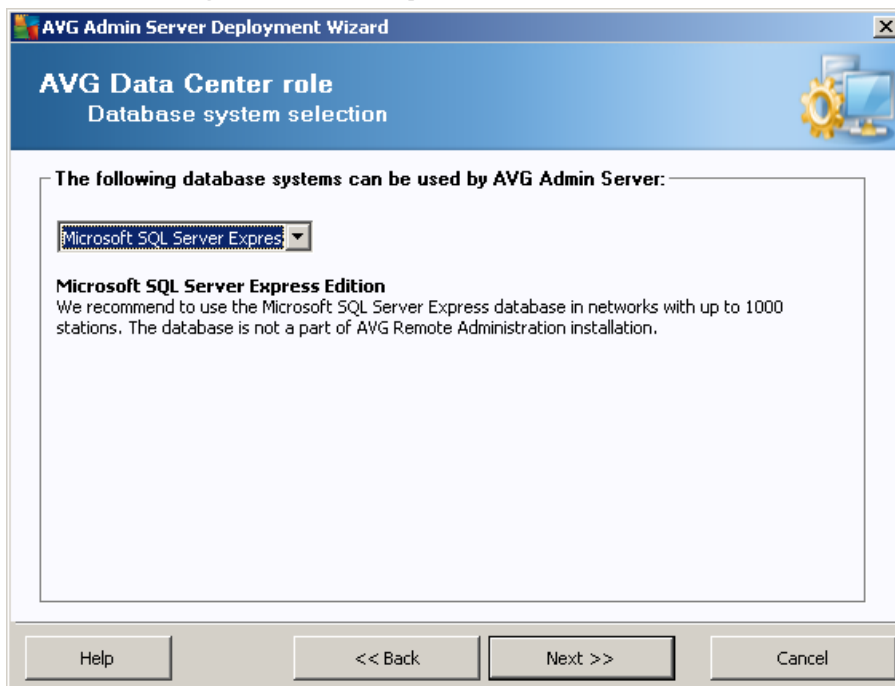 AVG Admin Server Deployment Wizard
AVG Data Center role
Database system selection
The following database systems can be used by AVG Admin Server:
Microsoft SQL Server Expres
Microsoft SQL Server Express Edition
We recommend to use the Microsoft SQL Server Express database in networks with up to 1000
stations. The database is not a part of AVG Remote Administration installation.
Help
<< Back
Next >>
Cancel